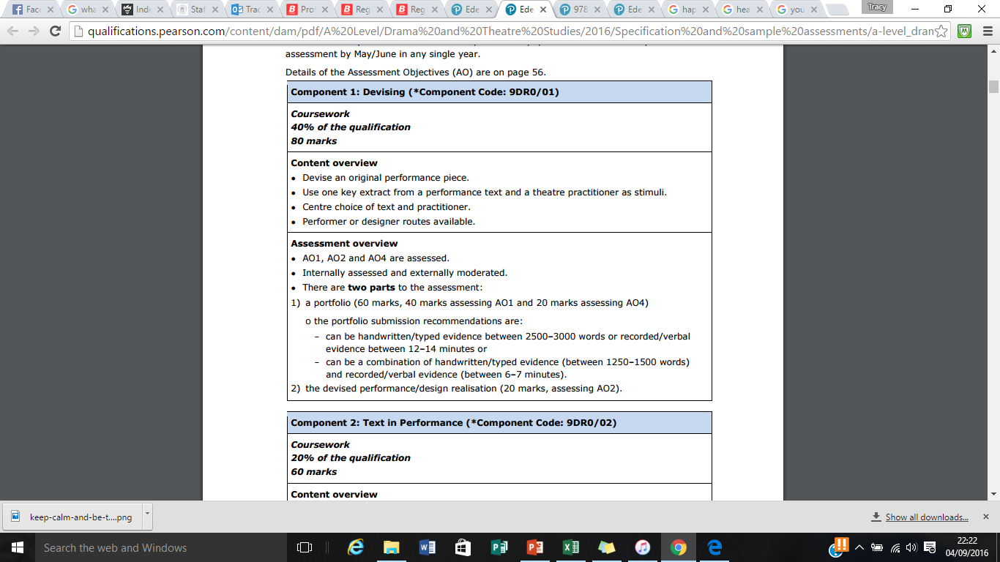 Fac
wha
Inde
Staf
Trac
Prof
Reg
Reg
Ede
Ede
978
Ede
hap
hea
you
Tracy
qualifications.pearson.com/content/dam/pdf/A%20Level/Drama%20and%20Theatre%20Studies/2016/Specification%20and%20sample%20assessments/a-level_dran
assessment by May/June in any single year.
Details of the Assessment Objectives (AO) are on page 56.
Component 1: Devising (*Component Code: 9DR0/01)
Coursework
40% of the qualification
80 marks
Content overview
• Devise an original performance piece.
• Use one key extract from a performance text and a theatre practitioner as stimuli.
• Centre choice of text and practitioner.
• Performer or designer routes available.
Assessment overview
• AO1, AO2 and AO4 are assessed.
• Internally assessed and externally moderated.
• There are two parts to the assessment:
1) a portfolio (60 marks, 40 marks assessing AO1 and 20 marks assessing AO4)
o the portfolio submission recommendations are:
– can be handwritten/typed evidence between 2500–3000 words or recorded/verbal
evidence between 12–14 minutes or
– can be a combination of handwritten/typed evidence (between 1250–1500 words)
and recorded/verbal evidence (between 6–7 minutes).
2) the devised performance/design realisation (20 marks, assessing AO2).
Component 2: Text in Performance (*Component Code: 9DR0/02)
Coursework
20% of the qualification
60 marks
Content overview
keep-calm-and-be-t....png
Show all downloads...
Search the web and Windows
22:22
04/09/2016